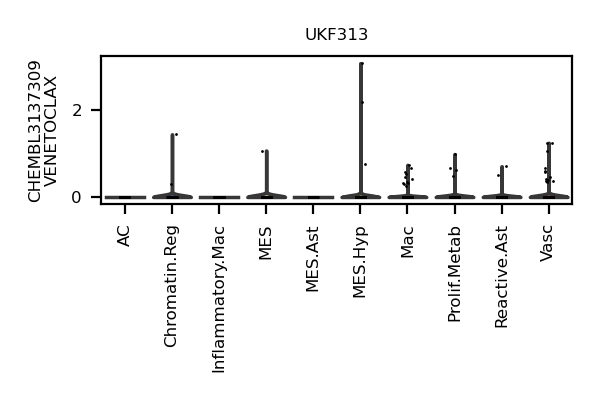 UKF313
CHEMBL3137309
VENETOCLAX
2
0
AC
Chromatin.Reg
Inflammatory.Mac
MES
MES.Ast
MES.Hyp
Mac
Prolif.Metab
Reactive.Ast
Vasc